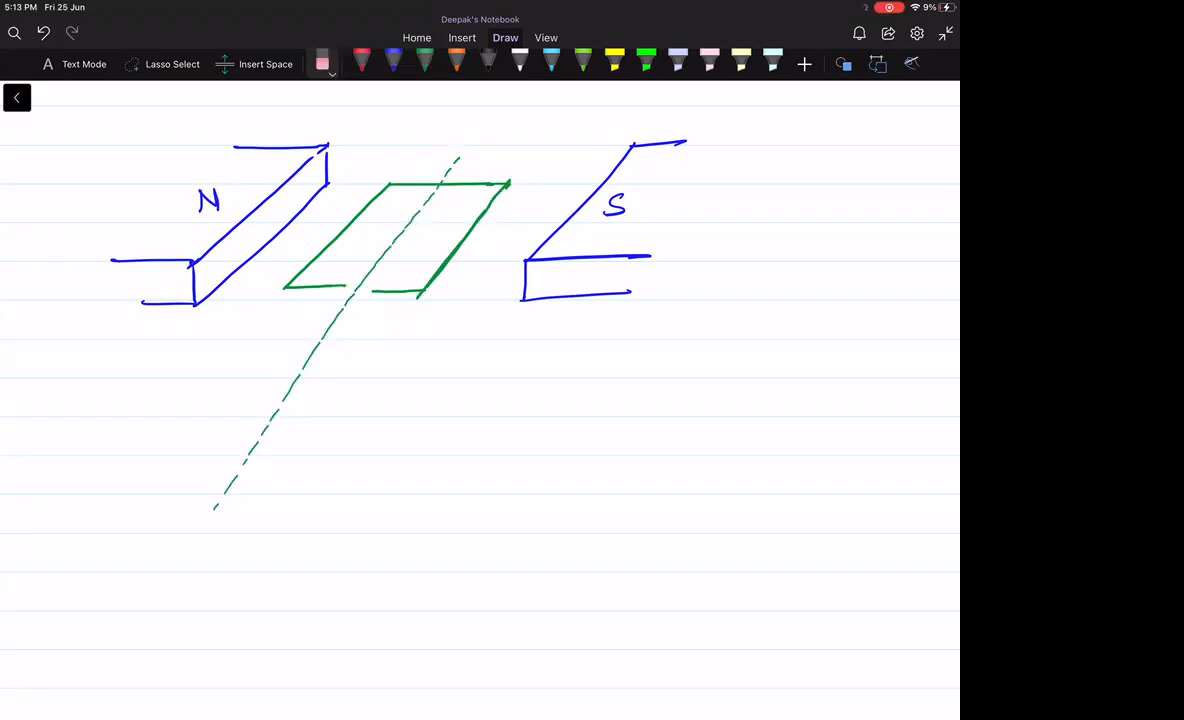 5:13 PM Fri 25 Jun
9%
Deepak's Notebook
Home Insert Draw View
Text Mode Lasso Select Insert Space
N
S